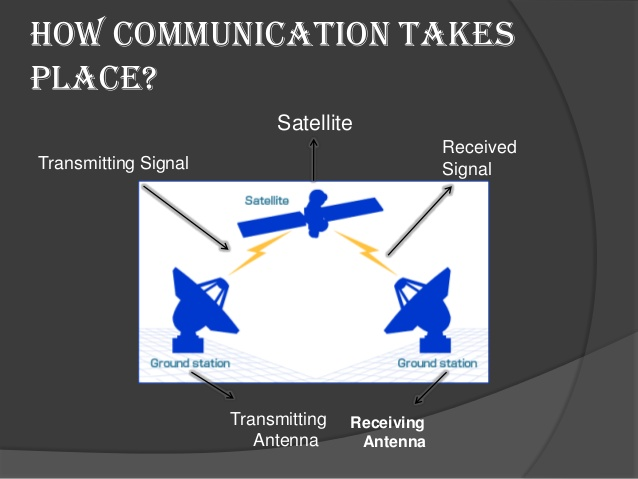 HOW COMMUNICATION TAKES
PLACE?
Satellite
Transmitting Signal
Received
Signal
Satellite
Ground station
Ground station
Transmitting
Antenna
Receiving
Antenna